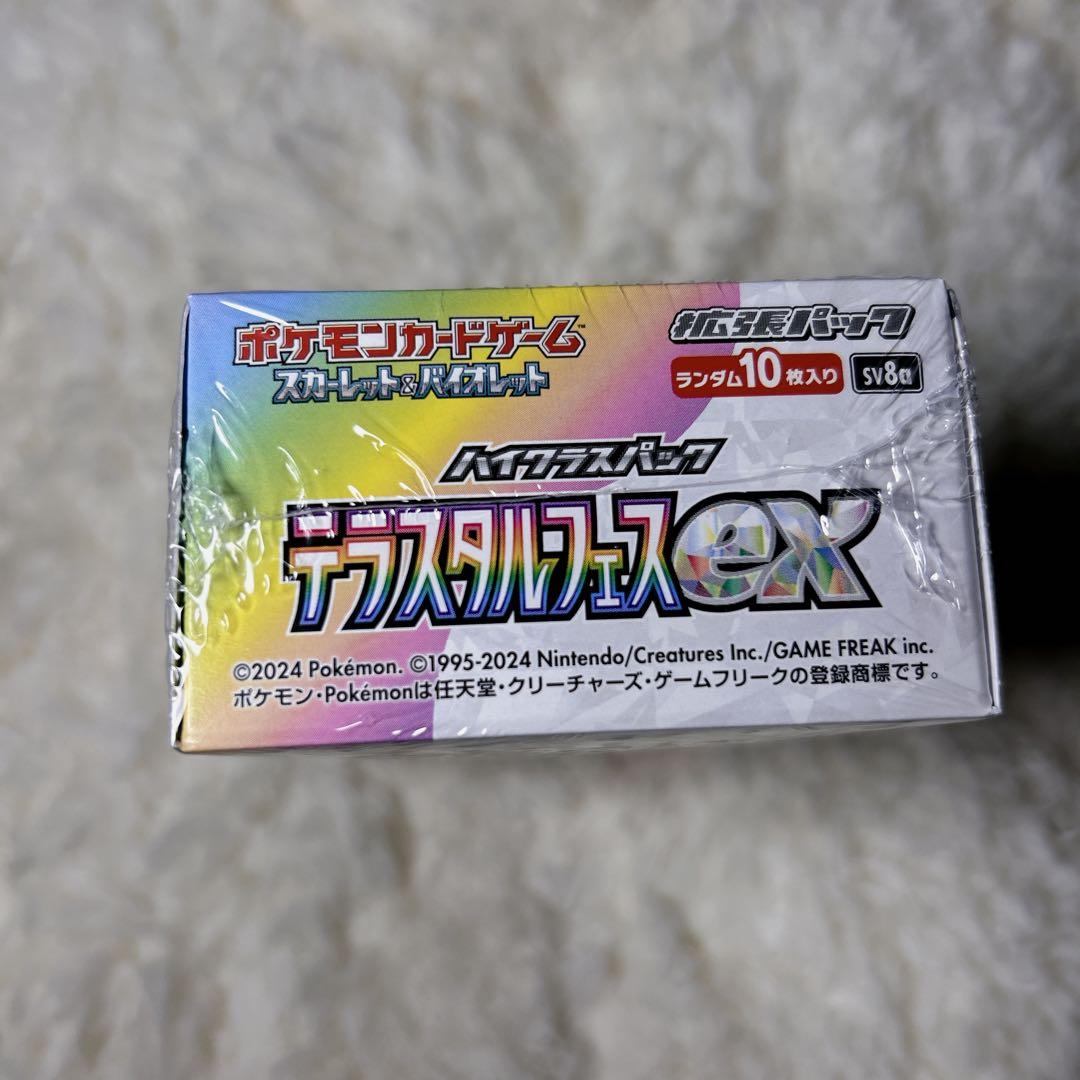 ポケモンカードゲーム™
スカーレット&バイオレット
拡張パック
ランダム10枚入り SV8a
ハイクラスパック
テラスタル・フェスex
©2024 Pokémon. ©1995-2024 Nintendo/Creatures Inc./GAME FREAK inc.
ポケモン・Pokémonは任天堂・クリーチャーズ・ゲームフリークの登録商標です。